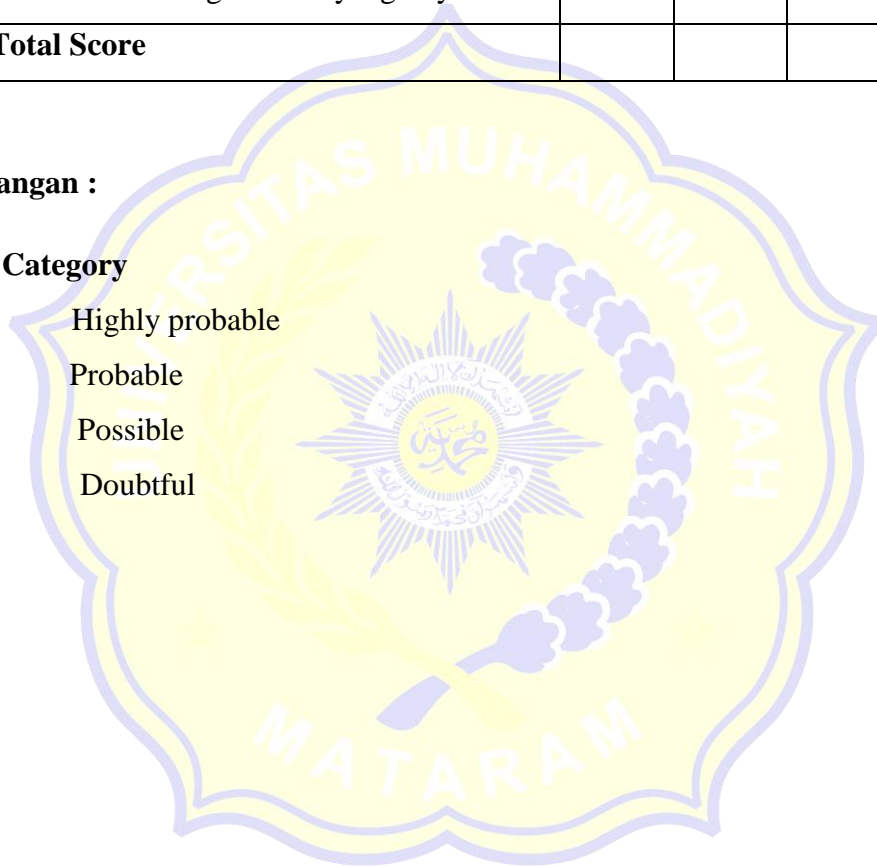 Total Score
angan :
Category
Highly probable
Probable
Possible
Doubtful
UNIVERSITAS MUHAMMADIYAH
MATARAM